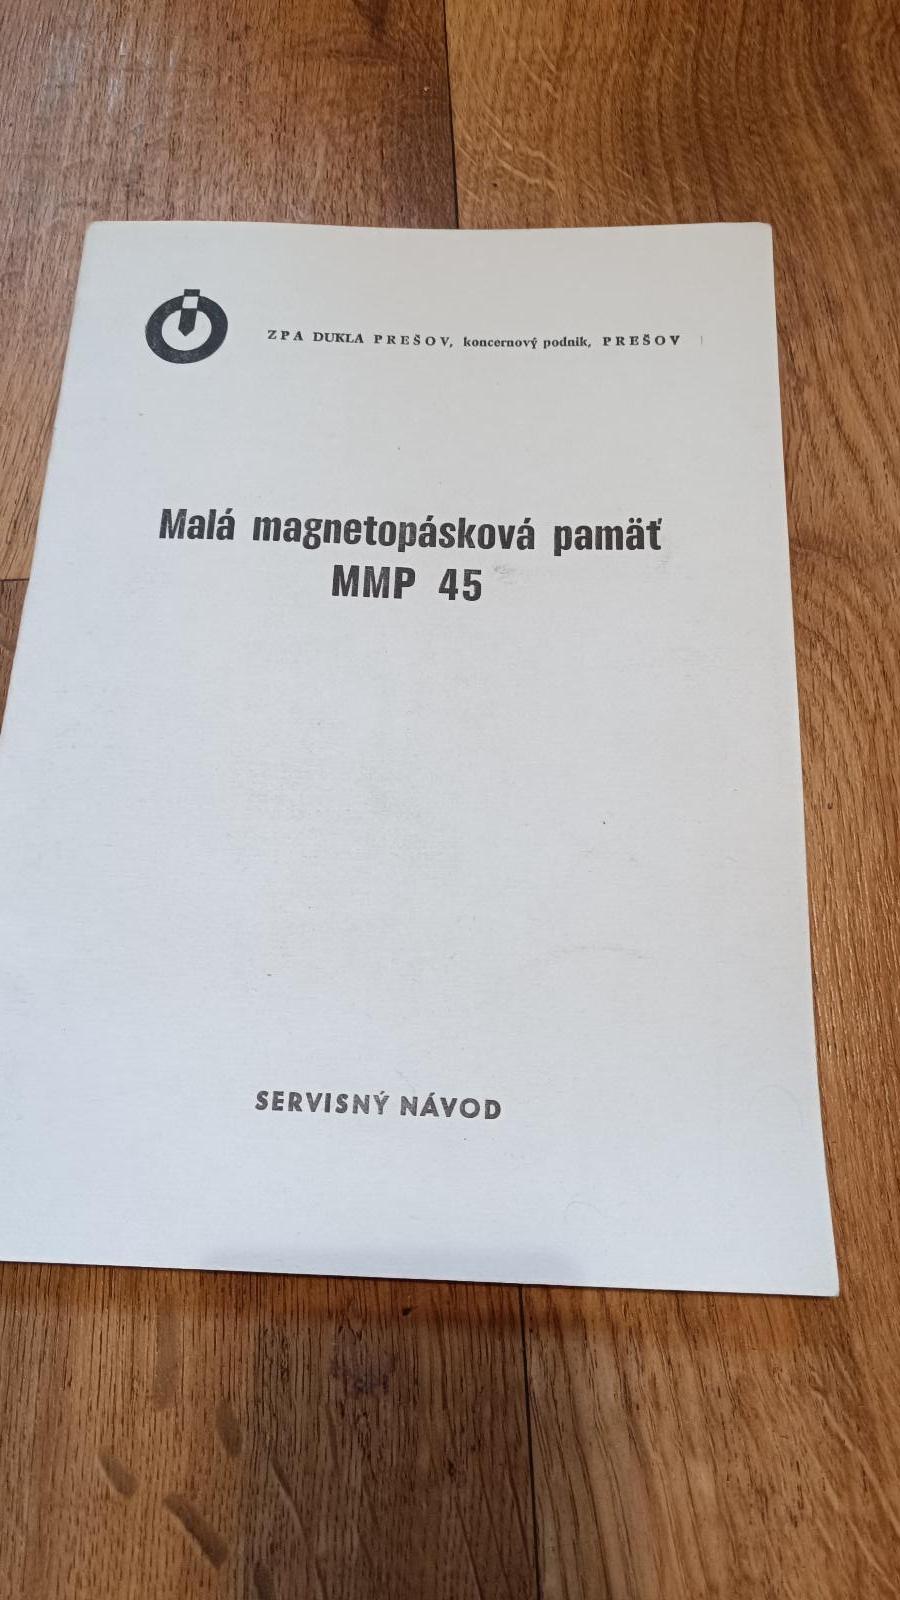 ZPA DUKLA PREŠOV, koncernový podnik, PREŠOV
Malá magnetopásková pamäť
MMP 45
SERVISNÝ NÁVOD